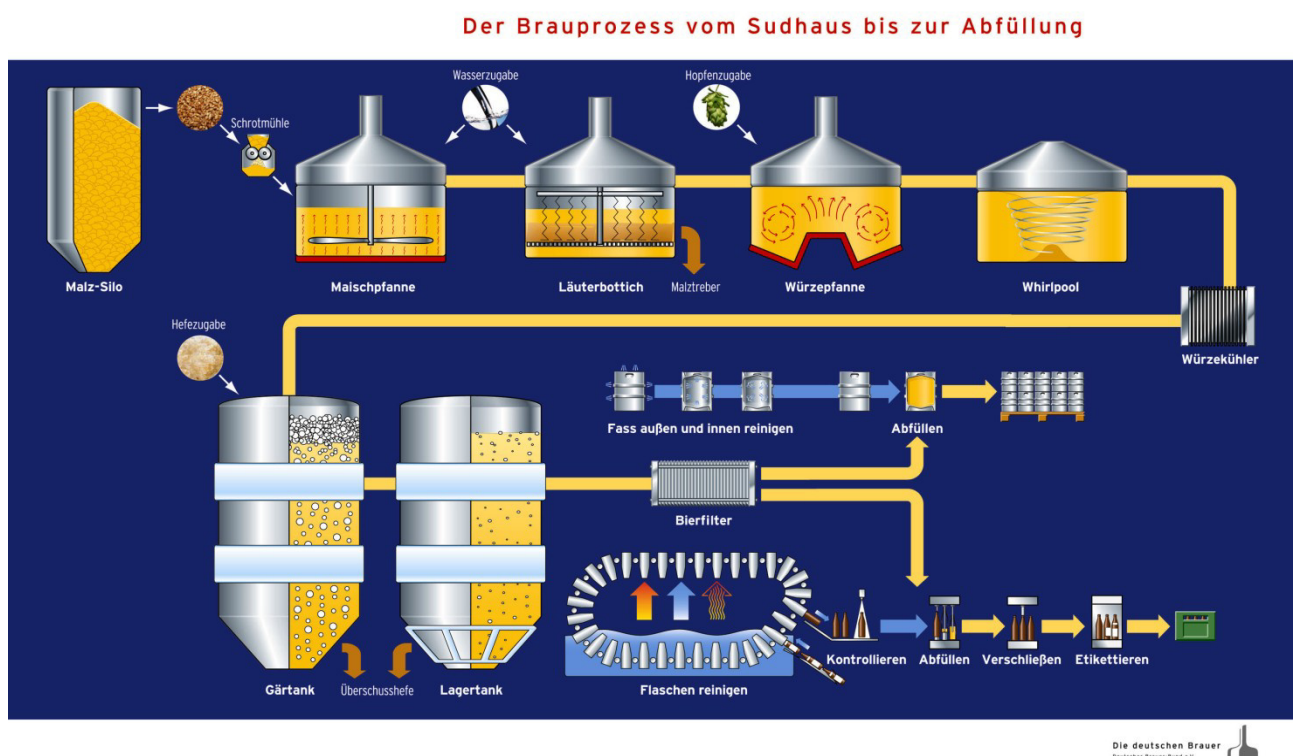 Der Brauprozess vom Sudhaus bis zur Abfüllung
Wasserzugabe
Hopfenzugabe
Schrotmühle
Malz-Silo
Maischpfanne
Läuterbottich
Malztreber
Würzepfanne
Whirlpool
Würzekühler
Hefezugabe
Fass außen und innen reinigen
Abfüllen
Bierfilter
Kontrollieren
Abfüllen
Verschließen
Etikettieren
Gärtank
Überschusshefe
Lagertank
Flaschen reinigen
Die deutschen Brauer